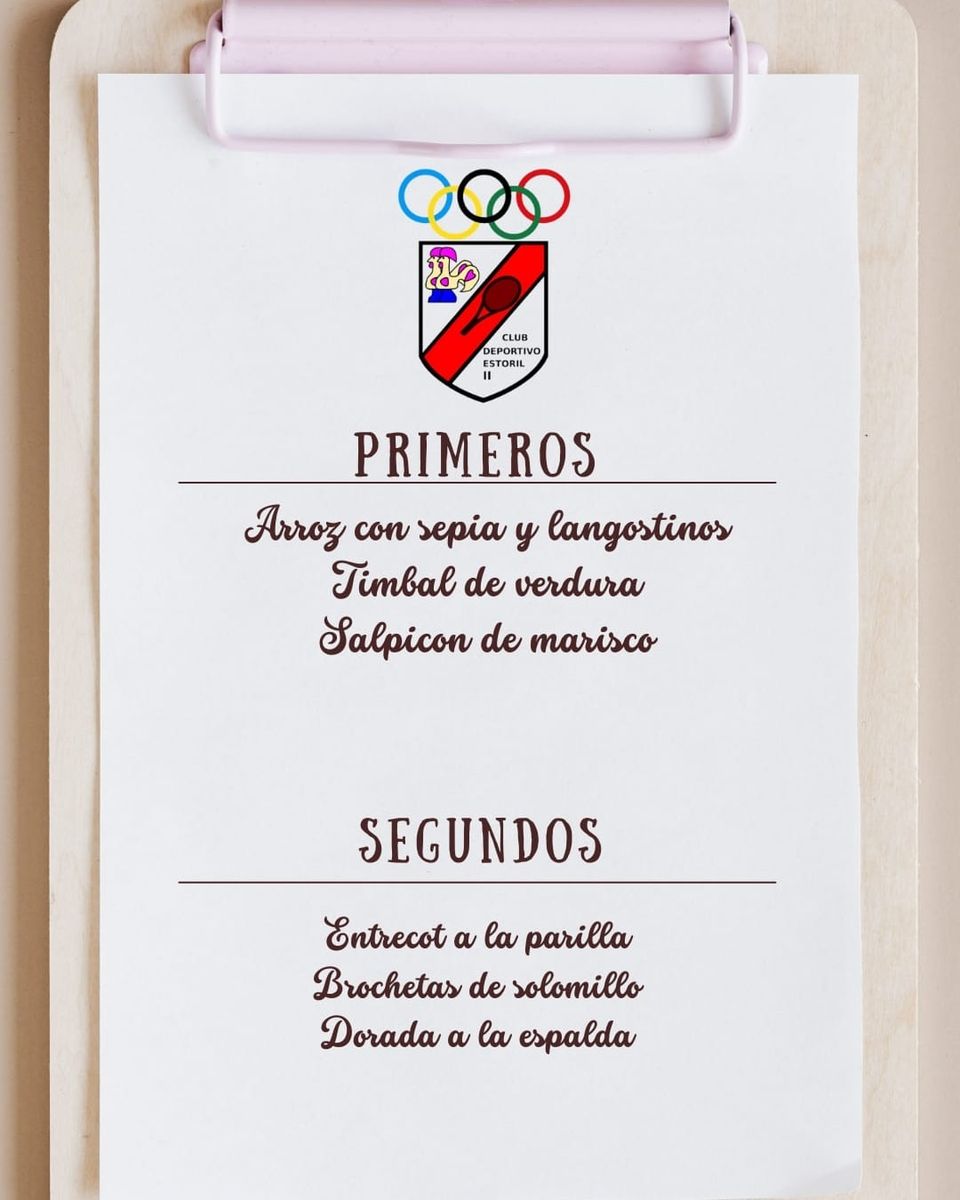 CLUB
DEPORTIVO
ESTORIL
II
PRIMEROS
Arroz con sepia y langostinos
Timbal de verdura
Salpicon de marisco
SEGUNDOS
Entrecot a la parilla
Brochetas de solomillo
Dorada a la espalda